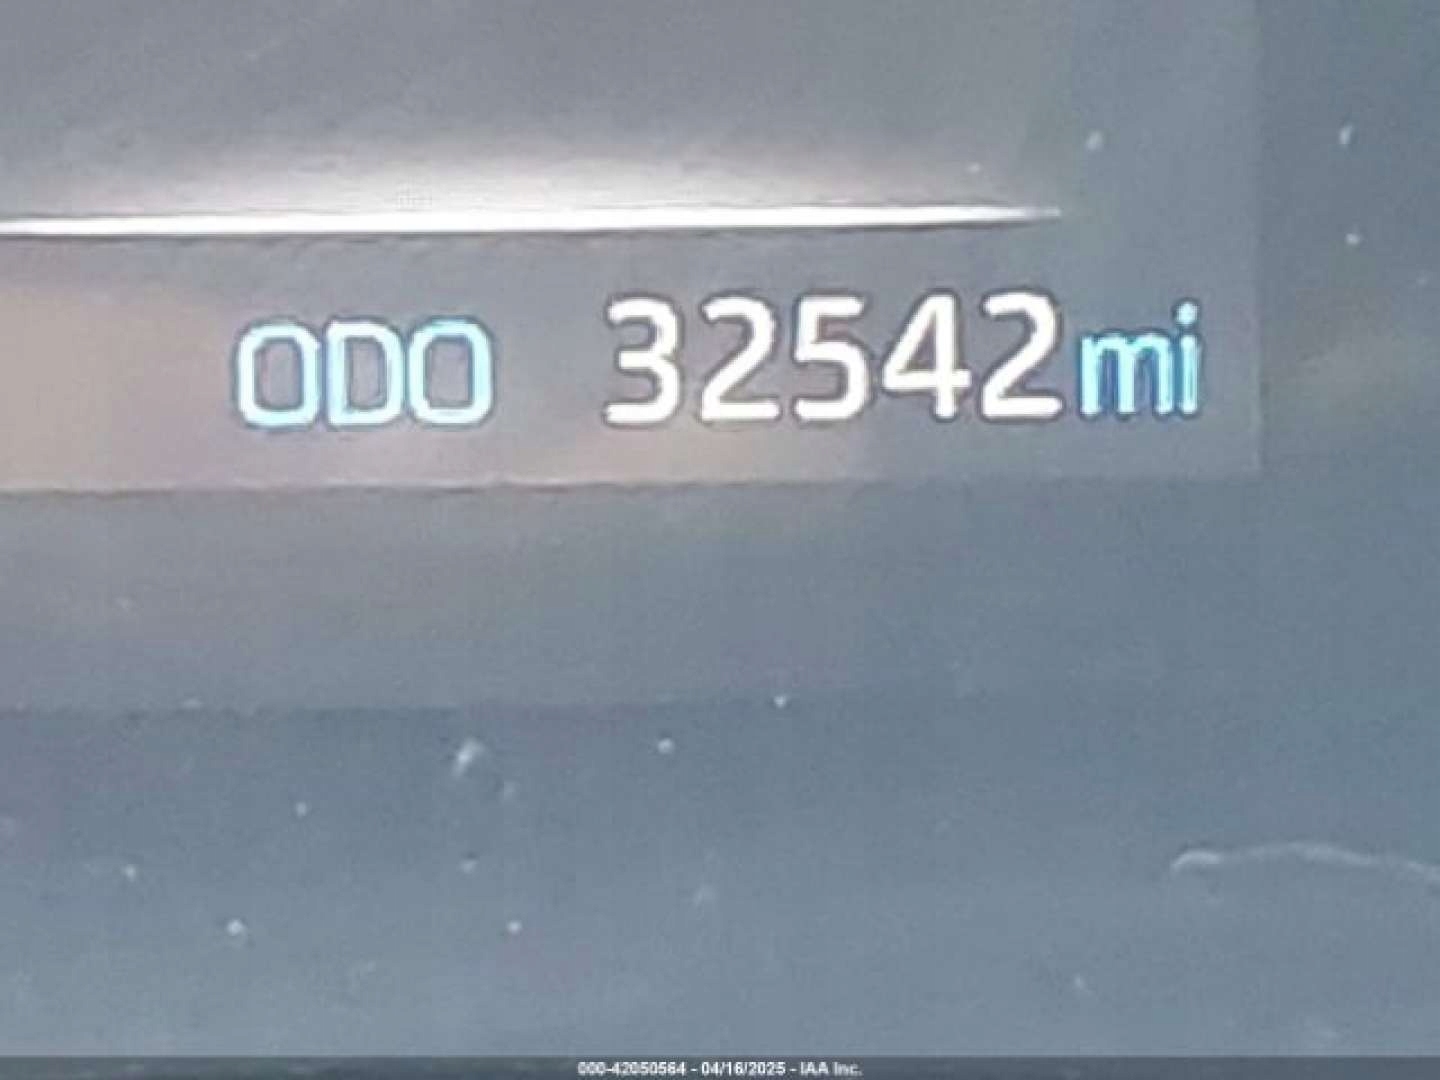 ODO 32542mi
000-42050564 - 04/16/2025 - IAA Inc.